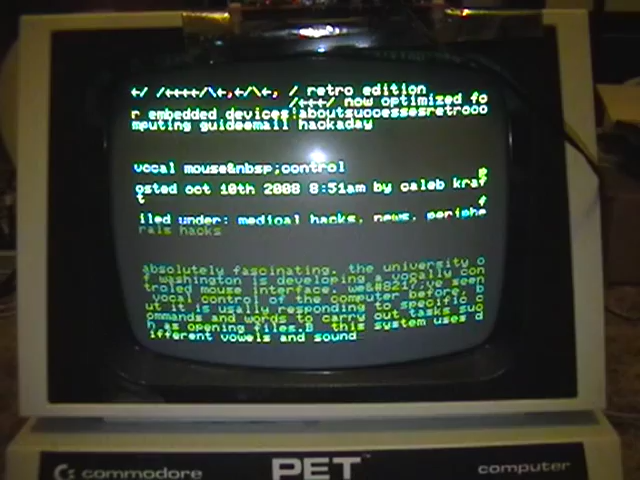 +/ /++++/\+,+/\+, / retro edition
/+++/ now optimized fo
r embedded devices!aboutsuccessesretroco
mputing guideemail hackaday
vocal mouse&nbsp;control
p
osted oct 10th 2008 8:51am by caleb kraf
t
f
iled under: medical hacks, news, periphe
rals hacks
absolutely fascinating. the university o
f washington is developing a vocally con
troled mouse interface. we&#8217;ve seen
vocal control of the computer before, b
ut it is usally responding to specific c
ommands and words to carry out tasks suc
h as opening files.B this system uses d
ifferent vowels and sound
commodore PET™ computer